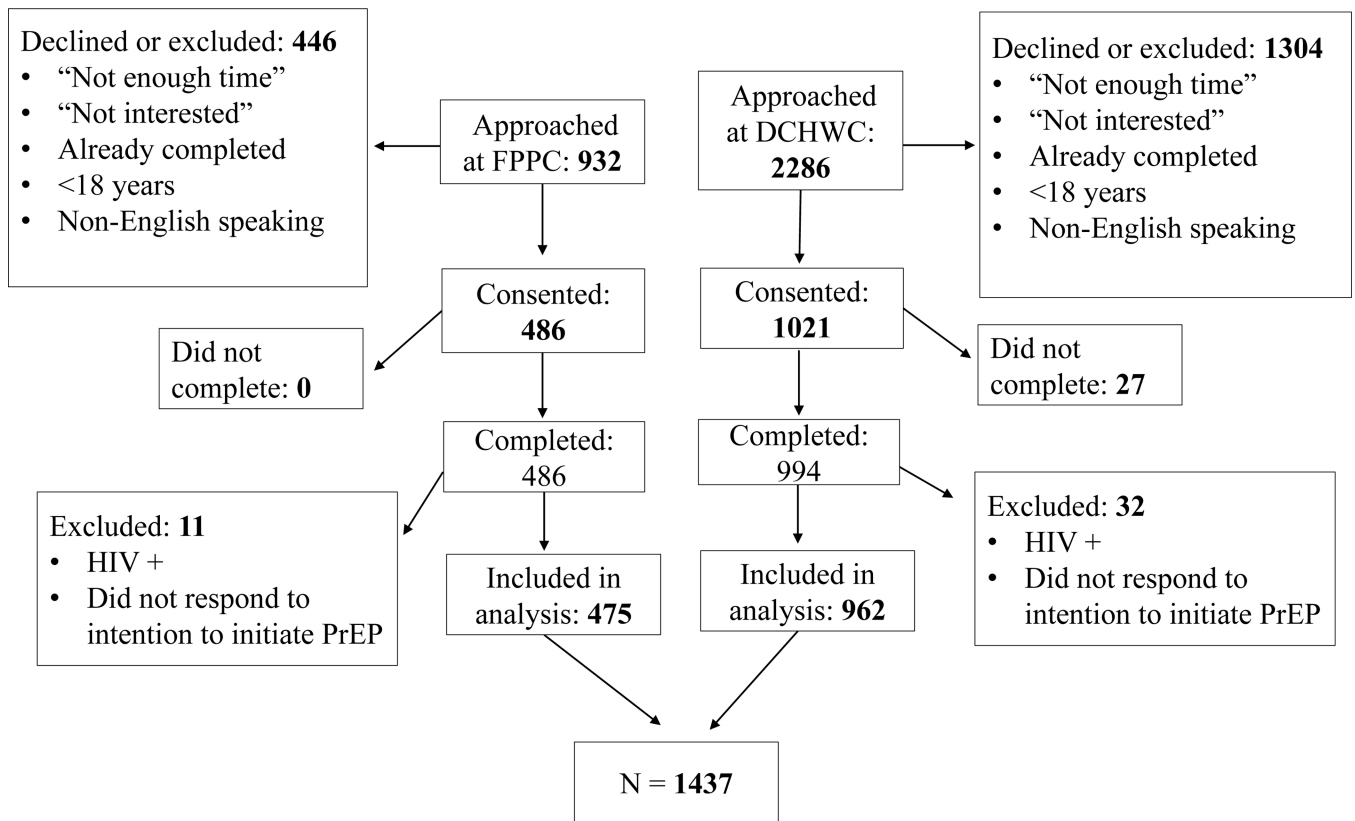 Declined or excluded: 446
• “Not enough time”
• “Not interested”
• Already completed
• <18 years
• Non-English speaking
Approached
at FPPC: 932
Approached
at DCHWC:
2286
Declined or excluded: 1304
• “Not enough time”
• “Not interested”
• Already completed
• <18 years
• Non-English speaking
Consented:
486
Consented:
1021
Did not
complete: 0
Did not
complete: 27
Completed:
486
Completed:
994
Excluded: 11
• HIV +
• Did not respond to
intention to initiate PrEP
Included in
analysis: 475
Included in
analysis: 962
Excluded: 32
• HIV +
• Did not respond to
intention to initiate PrEP
N = 1437